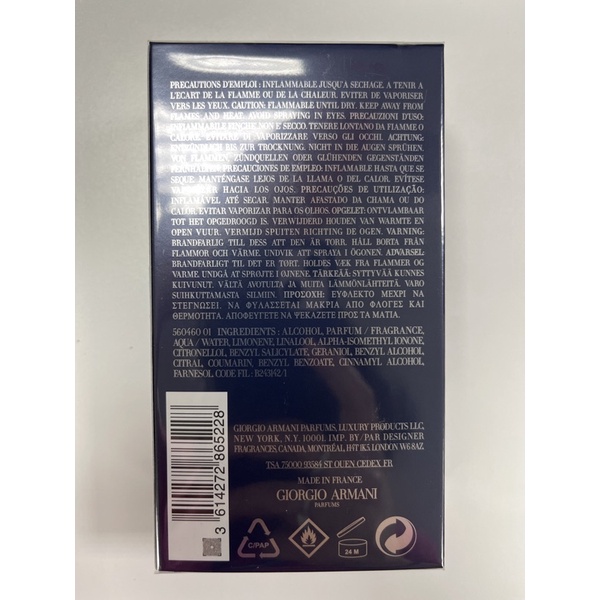 PRECAUTIONS D'EMPLOI : INFLAMMABLE JUSQU'A SECHAGE. A TENIR A
L'ECART DE LA FLAMME OU DE LA CHALEUR. EVITER DE VAPORISER
VERS LES YEUX. CAUTION: FLAMMABLE UNTIL DRY. KEEP AWAY FROM
FLAMES AND HEAT. AVOID SPRAYING IN EYES. PRECAUZIONI D'USO:
INFIAMMABILE FINCHE NON E SECCO. TENERE LONTANO DA FIAMME O
CALORE. EVITARE DI VAPORIZZARE VERSO GLI OCCHI. ACHTUNG:
ENTZÜNDLICH BIS ZUR TROCKNUNG. NICHT IN DIE AUGEN SPRÜHEN.
VON FLAMMEN, ZÜNDQUELLEN ODER GLÜHENDEN GEGENSTÄNDEN
FERNHALTEN. PRECAUCIONES DE EMPLEO: INFLAMABLE HASTA QUE SE
SEQUE. MANTÉNGASE LEJOS DE LA LLAMA O DEL CALOR. EVÍTESE
VAPORIZAR HACIA LOS OJOS. PRECAUÇÕES DE UTILIZAÇÃO:
INFLAMÁVEL ATÉ SECAR. MANTER AFASTADO DA CHAMA OU DO
CALOR. EVITAR VAPORIZAR PARA OS OLHOS. OPGELET: ONTVLAMBAAR
TOT HET OPGEDROOGD IS. VERWIJDERD HOUDEN VAN WARMTE EN
OPEN VUUR. VERMIJD SPUITEN RICHTING DE OGEN. VARNING:
BRANDFARLIG TILL DESS ATT DEN ÄR TORR. HÅLL BORTA FRÅN
FLAMMOR OCH VÄRME. UNDVIK ATT SPRAYA I ÖGONEN. ADVARSEL:
BRANDFARLIGT TIL DET ER TØRT. HOLDES VÆK FRA FLAMMER OG
VARME. UNDGÅ AT SPRØJTE I ØJNENE. TÄRKEÄÄ: SYTTYVÄÄ KUNNES
KUIVUNUT. VÄLTÄ AVOTULTA JA MUITA LÄMMÖNLÄHTEITÄ. VARO
SUIHKUTTAMASTA SILMIIN. ΠΡΟΣΟΧΗ: ΕΥΦΛΕΚΤΟ ΜΕΧΡΙ ΝΑ
ΣΤΕΓΝΩΣΕΙ. ΝΑ ΦΥΛΑΣΣΕΤΑΙ ΜΑΚΡΙΑ ΑΠΟ ΦΛΟΓΕΣ ΚΑΙ
ΘΕΡΜΟΤΗΤΑ. ΑΠΟΦΕΥΓΕΤΕ ΝΑ ΨΕΚΑΖΕΤΕ ΠΡΟΣ ΤΑ ΜΑΤΙΑ.
560460 01 INGREDIENTS : ALCOHOL, PARFUM / FRAGRANCE,
AQUA / WATER, LIMONENE, LINALOOL, ALPHA-ISOMETHYL IONONE,
CITRONELLOL, BENZYL SALICYLATE, GERANIOL, BENZYL ALCOHOL,
CITRAL, COUMARIN, BENZYL BENZOATE, CINNAMYL ALCOHOL,
FARNESOL, CODE FIL : B243142/1
GIORGIO ARMANI PARFUMS, LUXURY PRODUCTS LLC,
NEW YORK, N.Y. 10001. IMP. BY/PAR DESIGNER
FRAGRANCES, CANADA, MONTRÉAL, H4T 1K5. LONDON W6 8AZ
TSA 75000 93584 ST OUEN CEDEX FR
MADE IN FRANCE
GIORGIO ARMANI
PARFUMS
3 614272 865228
C/PAP
24 M